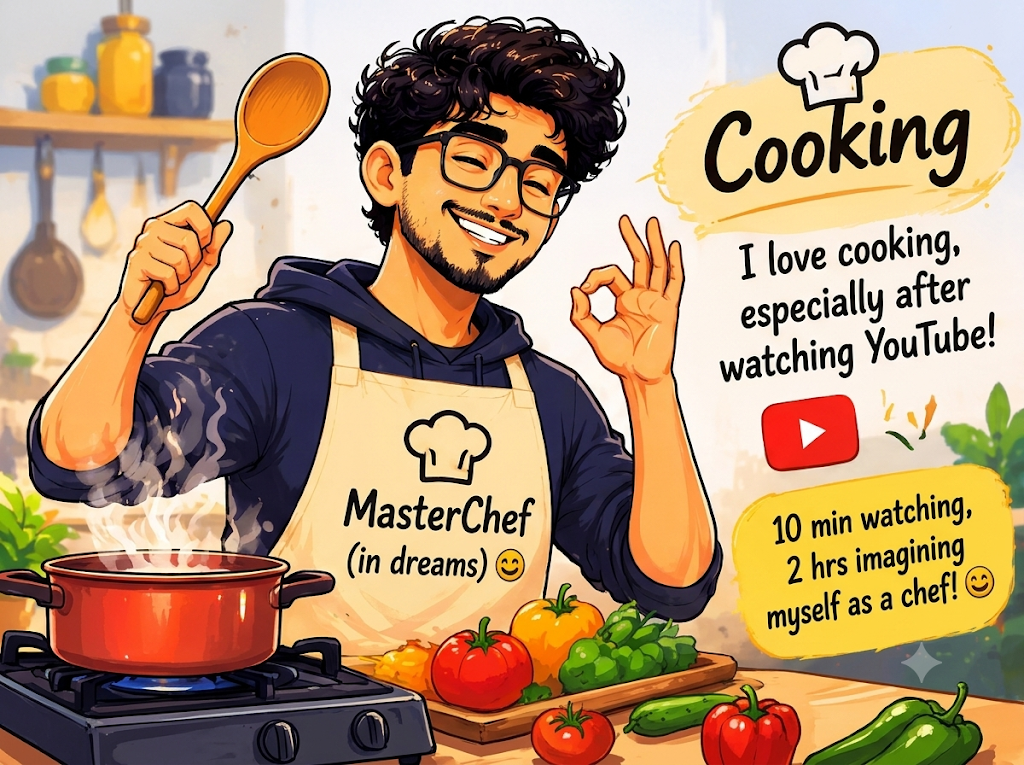 Cooking
I love cooking,
especially after
watching YouTube!
10 min watching,
2 hrs imagining
myself as a chef! 😊
MasterChef
(in dreams) 😊